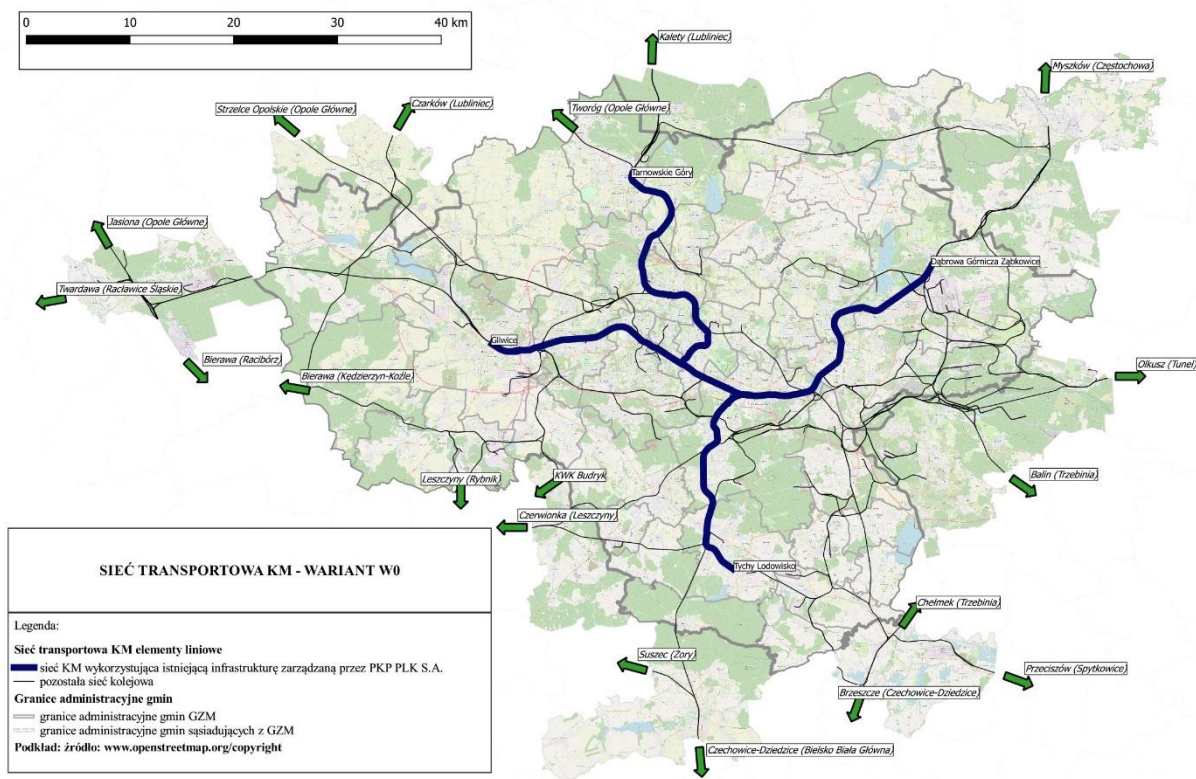 0 10 20 30 40 km
Kalety (Lubliniec)
Myszków (Częstochowa)
Strzelce Opolskie (Opole Główne)
Czarków (Lubliniec)
Tworóg (Opole Główne)
Tarnowskie Góry
Jasiona (Opole Główne)
Dąbrowa Górnicza Ząbkowice
Twardawa (Racławice Śląskie)
Gliwice
Bierawa (Racibórz)
Bierawa (Kędzierzyn-Koźle)
Olkusz (Tunel)
Leszczyny (Rybnik)
KWK Budryk
Balin (Trzebinia)
Czerwionka (Leszczyny)
Tychy Lodowisko
Chełmek (Trzebinia)
Suszec (Żory)
Przeciszów (Spytkowice)
Brzeszcze (Czechowice-Dziedzice)
Czechowice-Dziedzice (Bielsko Biała Główna)
SIEĆ TRANSPORTOWA KM - WARIANT W0
Legenda:
Sieć transportowa KM elementy liniowe
sieć KM wykorzystująca istniejącą infrastrukturę zarządzaną przez PKP PLK S.A.
pozostała sieć kolejowa
Granice administracyjne gmin
granice administracyjne gmin GZM
granice administracyjne gmin sąsiadujących z GZM
Podkład: źródło: www.openstreetmap.org/copyright